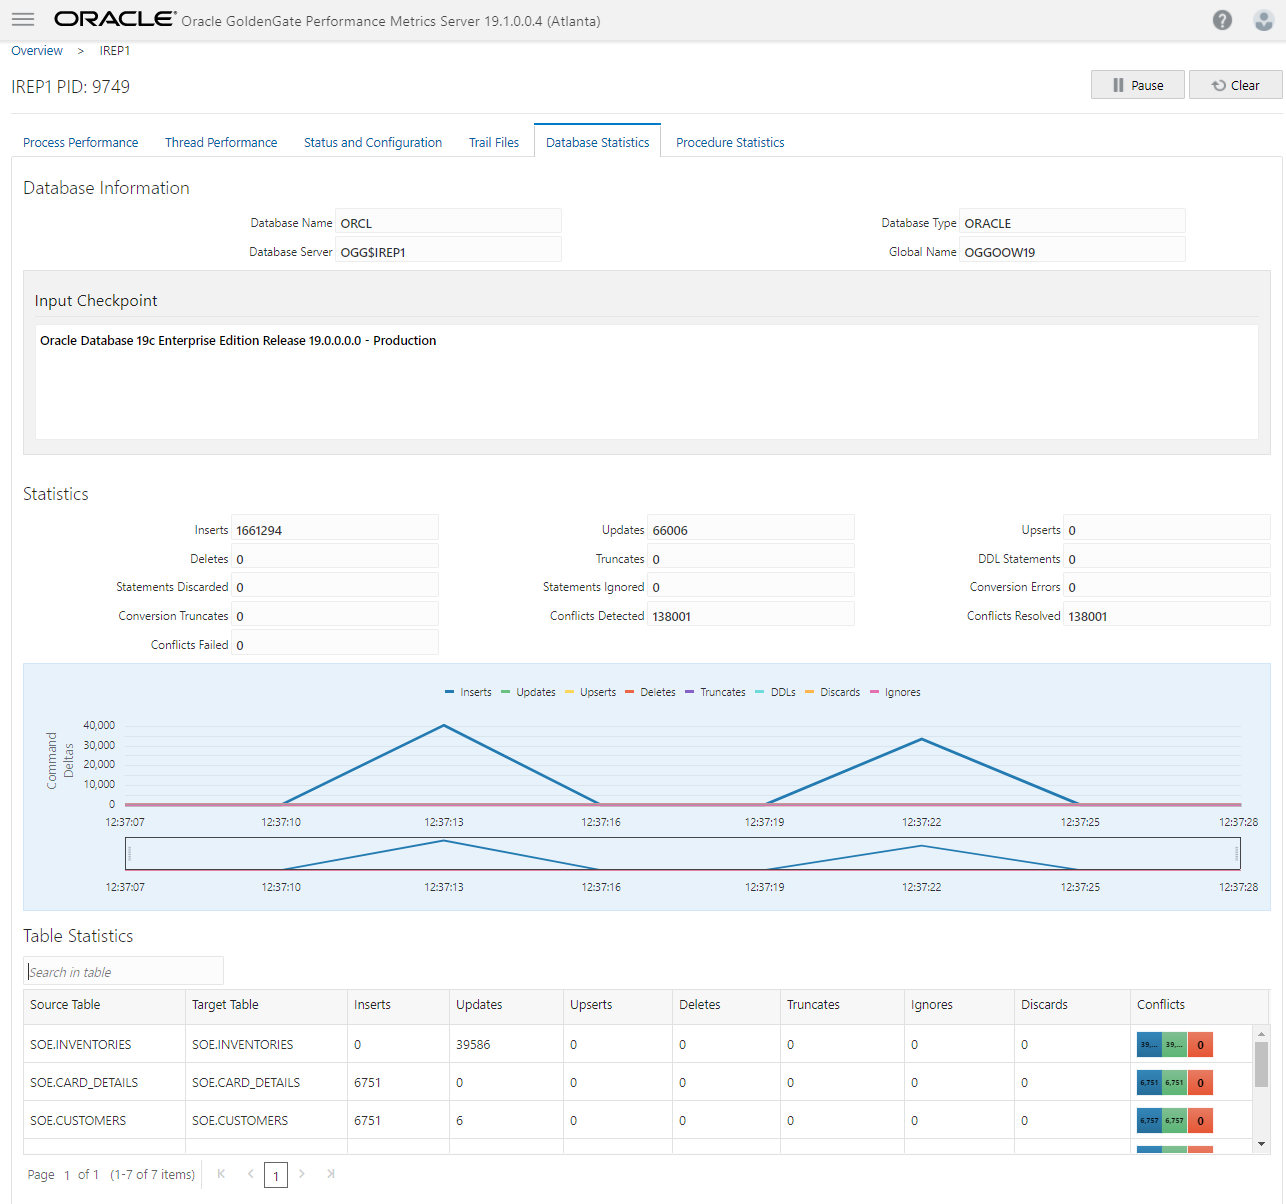 ORACLE® Oracle GoldenGate Performance Metrics Server 19.1.0.0.4 (Atlanta)
Overview > IREP1
IREP1 PID: 9749
Pause Clear
Process Performance Thread Performance Status and Configuration Trail Files Database Statistics Procedure Statistics
Database Information
Database Name ORCL Database Type ORACLE
Database Server OGG$IREP1 Global Name OGGOOW19
Input Checkpoint
Oracle Database 19c Enterprise Edition Release 19.0.0.0.0 - Production
Statistics
Inserts 1661294 Updates 66006 Upserts 0
Deletes 0 Truncates 0 DDL Statements 0
Statements Discarded 0 Statements Ignored 0 Conversion Errors 0
Conversion Truncates 0 Conflicts Detected 138001 Conflicts Resolved 138001
Conflicts Failed 0
Inserts Updates Upserts Deletes Truncates DDLs Discards Ignores
Command Deltas
40,000
30,000
20,000
10,000
0
12:37:07 12:37:10 12:37:13 12:37:16 12:37:19 12:37:22 12:37:25 12:37:28
12:37:07 12:37:10 12:37:13 12:37:16 12:37:19 12:37:22 12:37:25 12:37:28
Table Statistics
Search in table
Source Table Target Table Inserts Updates Upserts Deletes Truncates Ignores Discards Conflicts
SOE.INVENTORIES SOE.INVENTORIES 0 39586 0 0 0 0 0 39,... 39,... 0
SOE.CARD_DETAILS SOE.CARD_DETAILS 6751 0 0 0 0 0 0 6,751 6,751 0
SOE.CUSTOMERS SOE.CUSTOMERS 6751 6 0 0 0 0 0 6,757 6,757 0
Page 1 of 1 (1-7 of 7 items) 1